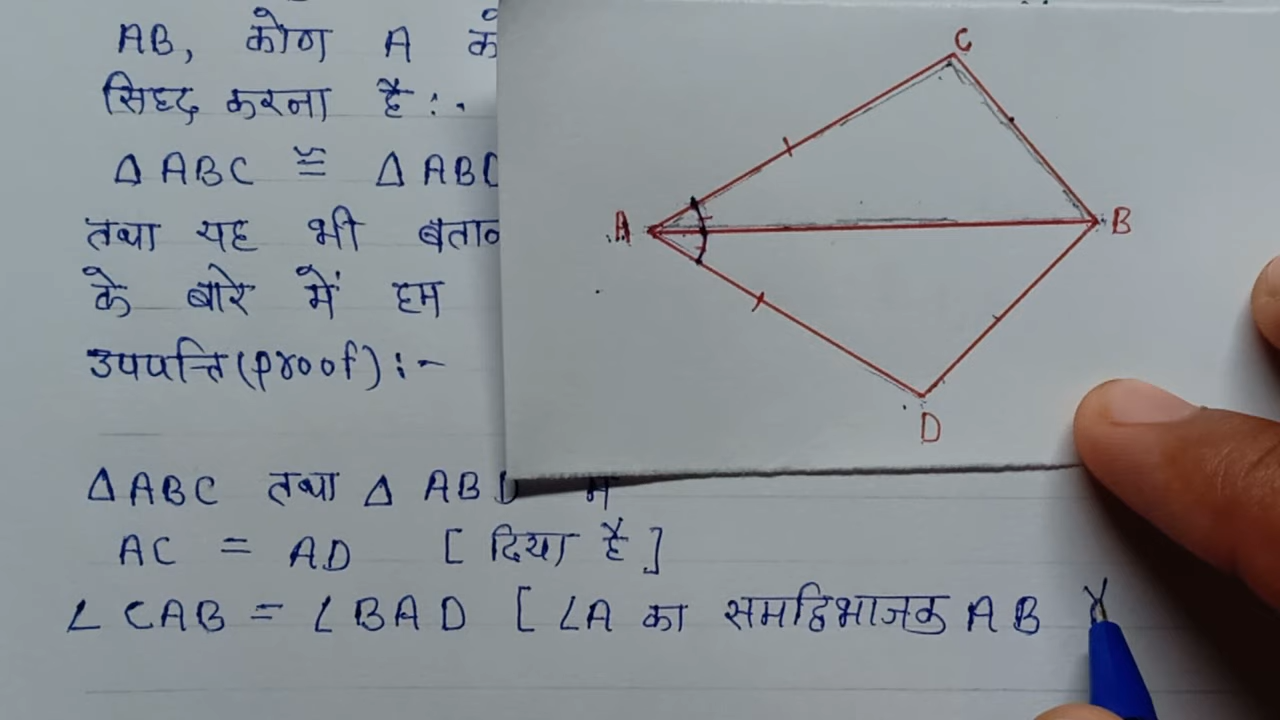 AB, कोण A
सिध्द करना है:-
△ABC ≅ △ABD
तथा यह भी
के बारे में हम
उपपत्ति (proof) :-
△ABC तथा △ABD में
AC = AD [दिया है]
∠CAB = ∠BAD [∠A का समद्विभाजक AB
C
A
B
D